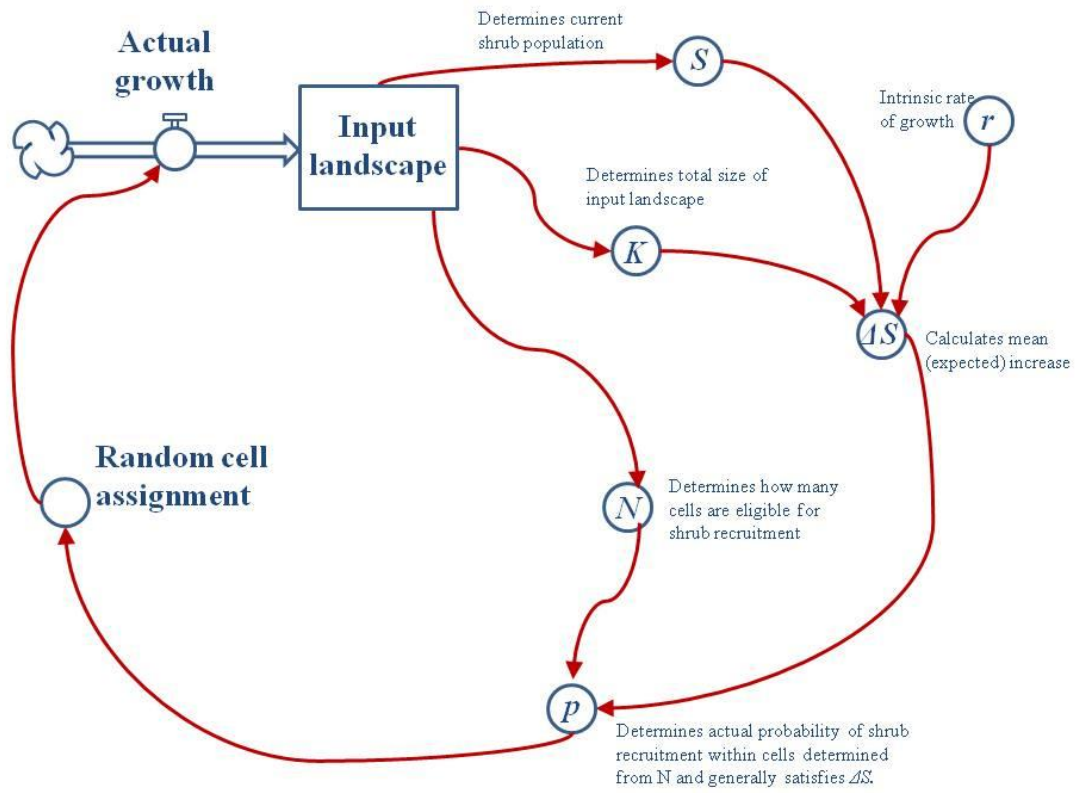 Determines current
shrub population
S
Actual
growth
Intrinsic rate
of growth
r
Input
landscape
Determines total size of
input landscape
K
ΔS
Calculates mean
(expected) increase
Random cell
assignment
N
Determines how many
cells are eligible for
shrub recruitment
p
Determines actual probability of shrub
recruitment within cells determined
from N and generally satisfies ΔS.